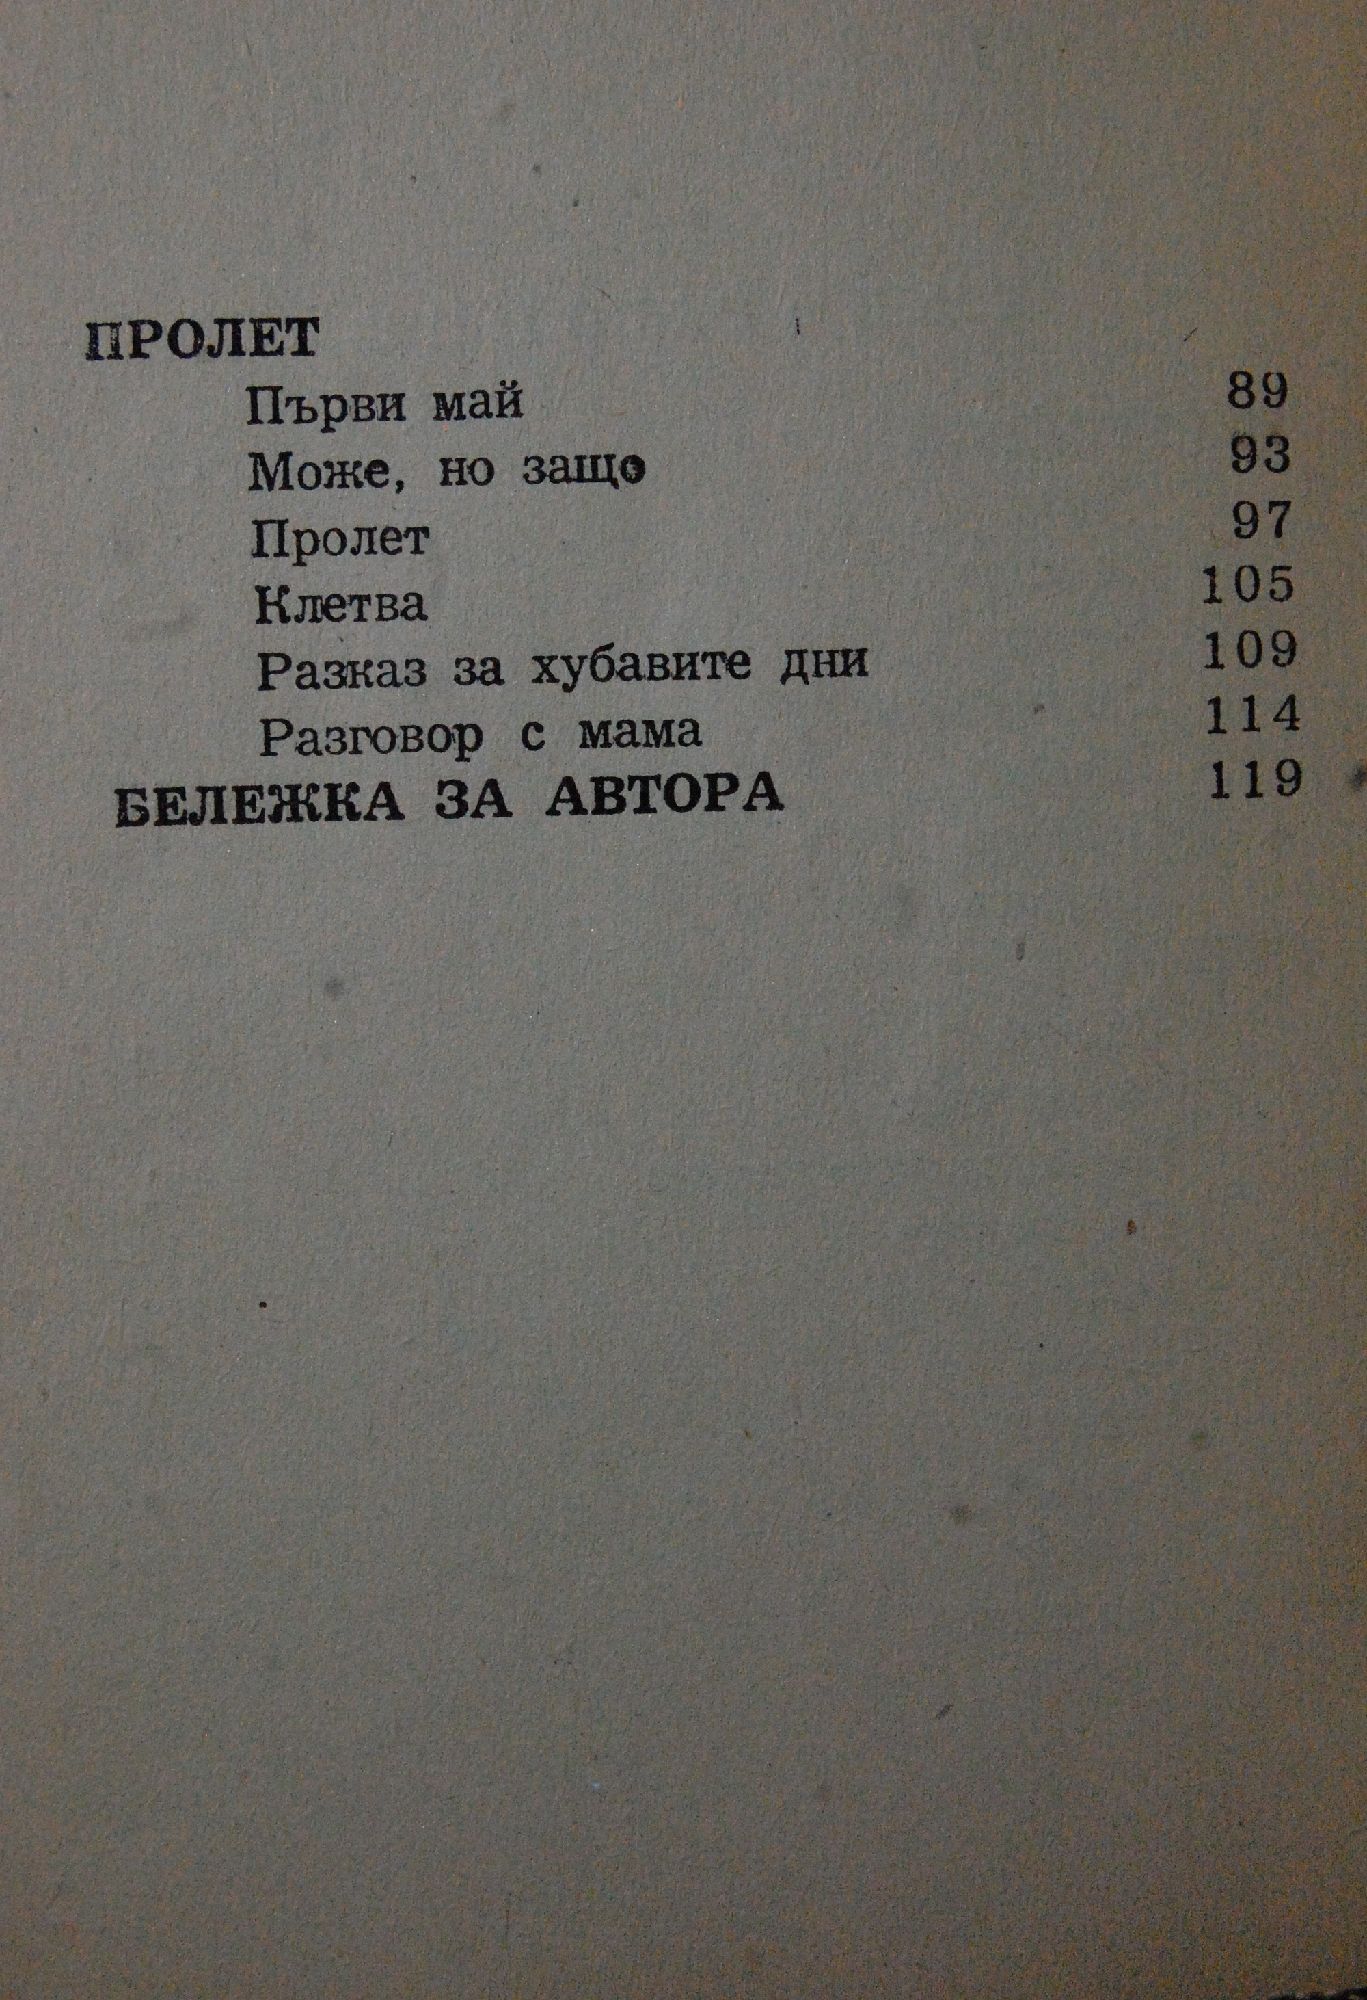 ПРОЛЕТ
Първи май 89
Може, но защо 93
Пролет 97
Клетва 105
Разказ за хубавите дни 109
Разговор с мама 114
БЕЛЕЖКА ЗА АВТОРА 119